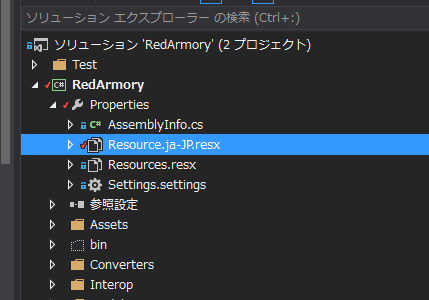 ソリューション エクスプローラー の検索 (Ctrl+:)
ソリューション 'RedArmory' (2 プロジェクト)
Test
C# RedArmory
Properties
C# AssemblyInfo.cs
Resource.ja-JP.resx
Resources.resx
Settings.settings
参照設定
Assets
bin
Converters
Interop